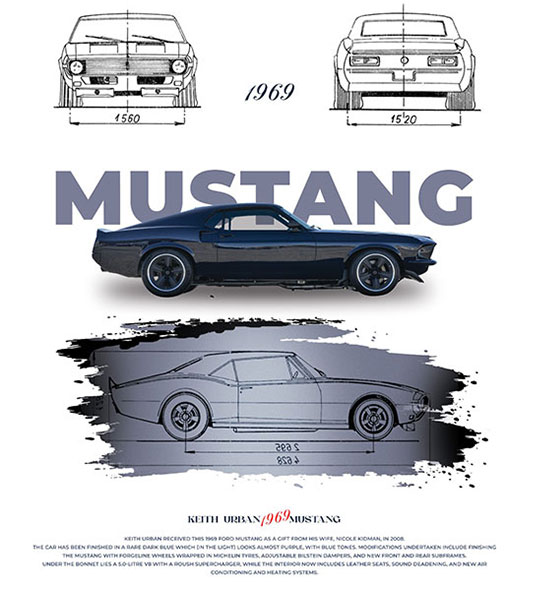 1969
1560
1520
MUSTANG
2.695
4.628
KEITH URBAN 1969 MUSTANG
KEITH URBAN RECEIVED THIS 1969 FORD MUSTANG AS A GIFT FROM HIS WIFE, NICOLE KIDMAN, IN 2008.
THE CAR HAS BEEN FINISHED IN A RARE DARK BLUE WHICH (IN THE LIGHT) LOOKS ALMOST PURPLE, WITH BLUE TONES. MODIFICATIONS UNDERTAKEN INCLUDE FINISHING
THE MUSTANG WITH FORGELINE WHEELS WRAPPED IN MICHELIN TYRES, ADJUSTABLE BILSTEIN DAMPERS, AND NEW FRONT AND REAR SUBFRAMES.
UNDER THE BONNET LIES A 5.0-LITRE V8 WITH A ROUSH SUPERCHARGER, WHILE THE INTERIOR NOW INCLUDES LEATHER SEATS, SOUND DEADENING, AND NEW AIR
CONDITIONING AND HEATING SYSTEMS.